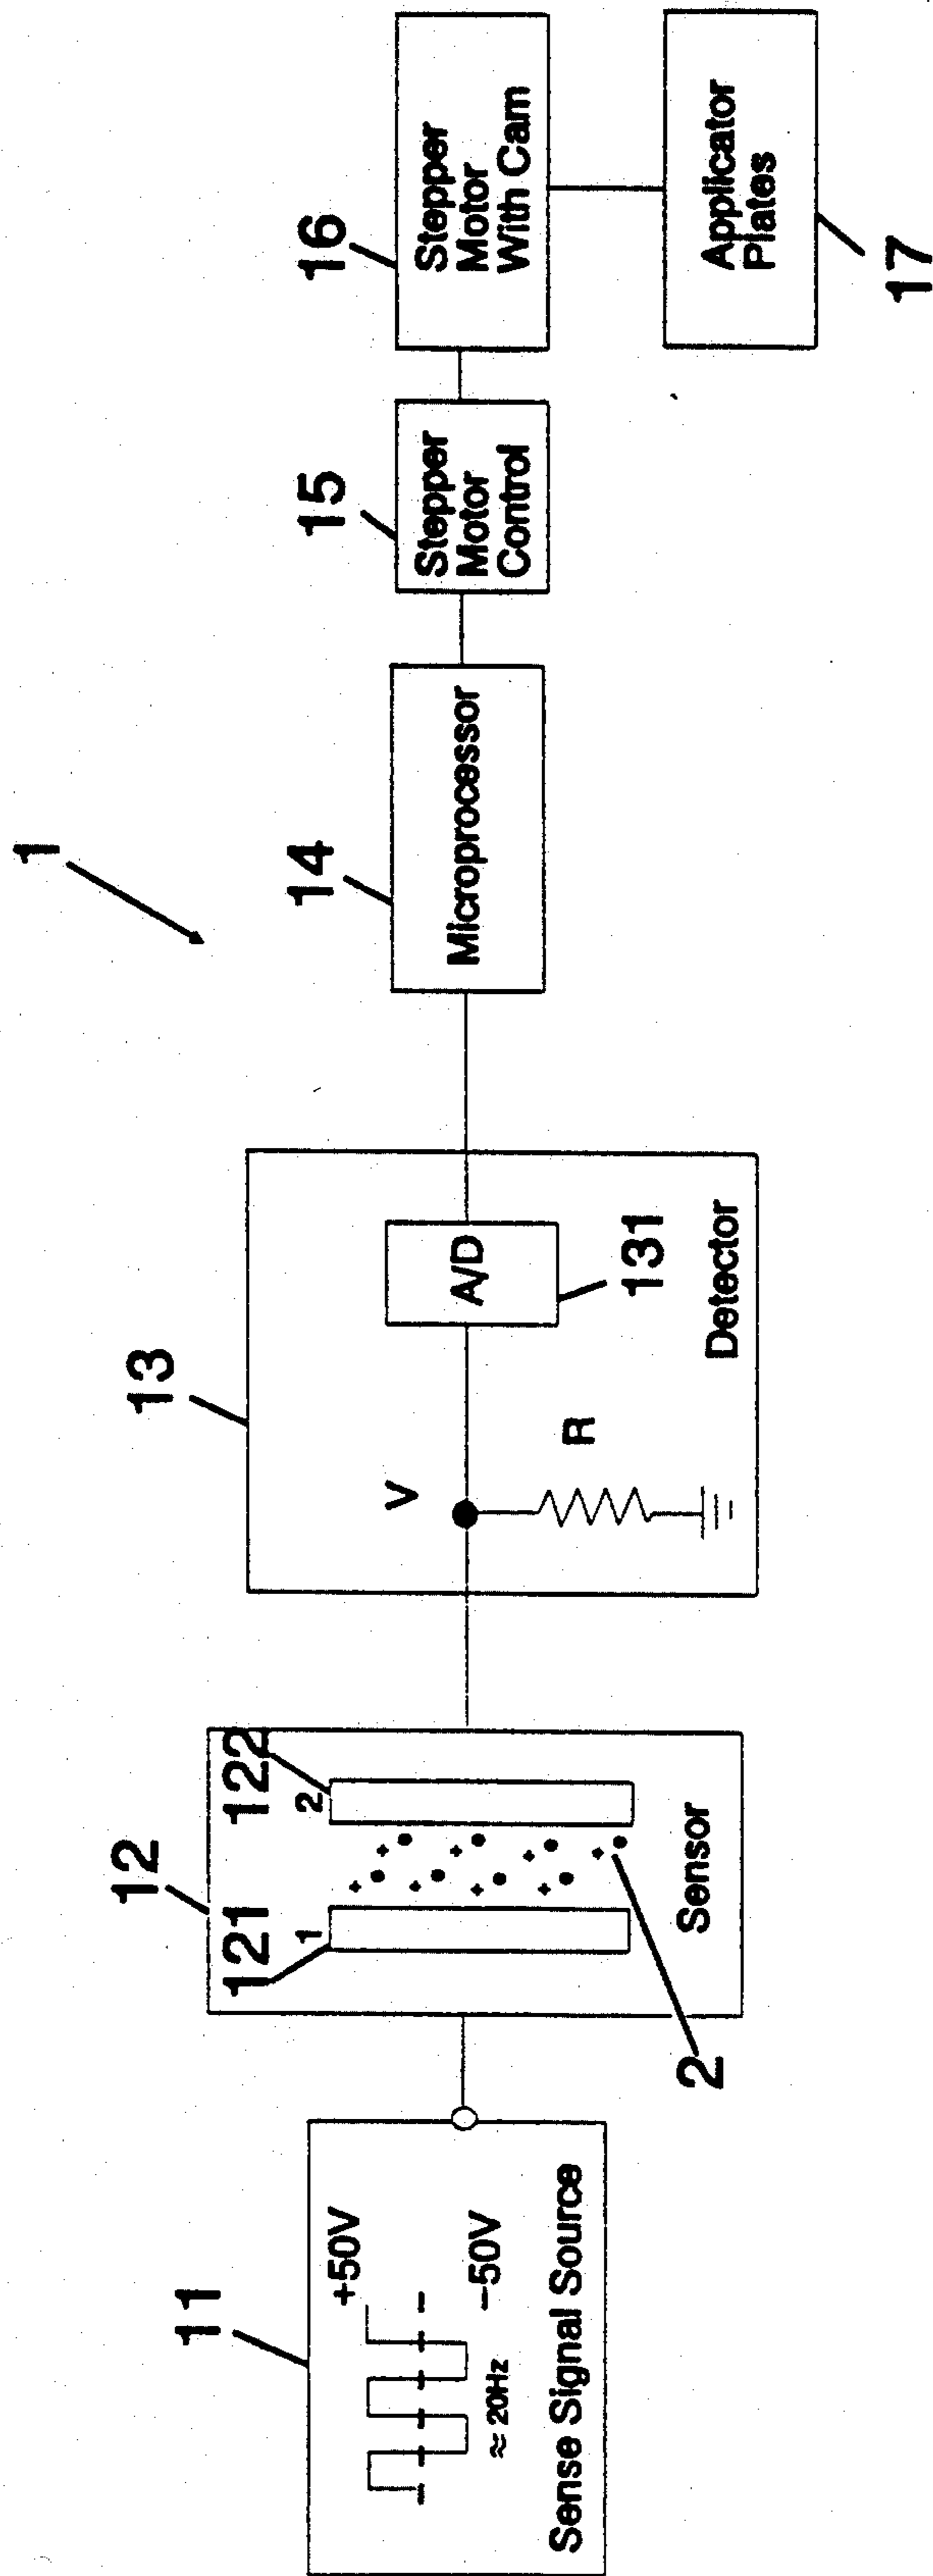 1
11
+50V
−50V
≈ 20Hz
Sense Signal Source
12
121
122
1
2
2
Sensor
13
V
R
A/D
131
Detector
14
Microprocessor
15
Stepper
Motor
Control
16
Stepper
Motor
With Cam
Applicator
Plates
17